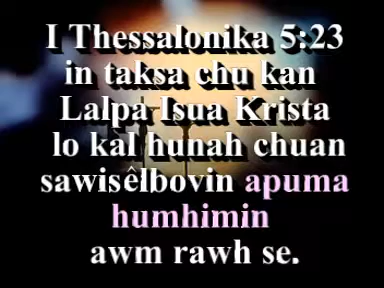 I Thessalonika 5:23
in taksa chu kan
Lalpa Isua Krista
lo kal hunah chuan
sawisêlbovin apuma
humhimin
awm rawh se.